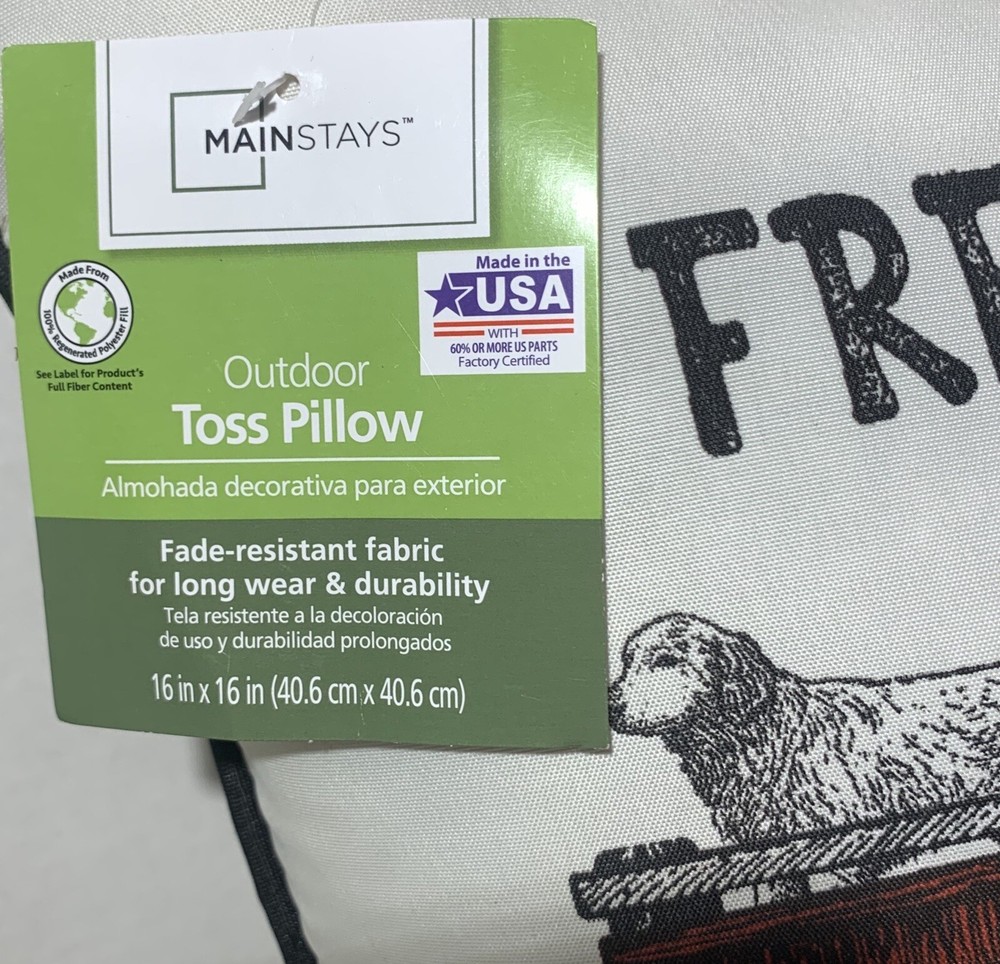 MAINSTAYS™
Made From
100% Regenerated Polyester Fill
See Label for Product's
Full Fiber Content
Made in the
USA
WITH
60% OR MORE US PARTS
Factory Certified
Outdoor
Toss Pillow
Almohada decorativa para exterior
Fade-resistant fabric
for long wear & durability
Tela resistente a la decoloración
de uso y durabilidad prolongados
16 in x 16 in (40.6 cm x 40.6 cm)
FR